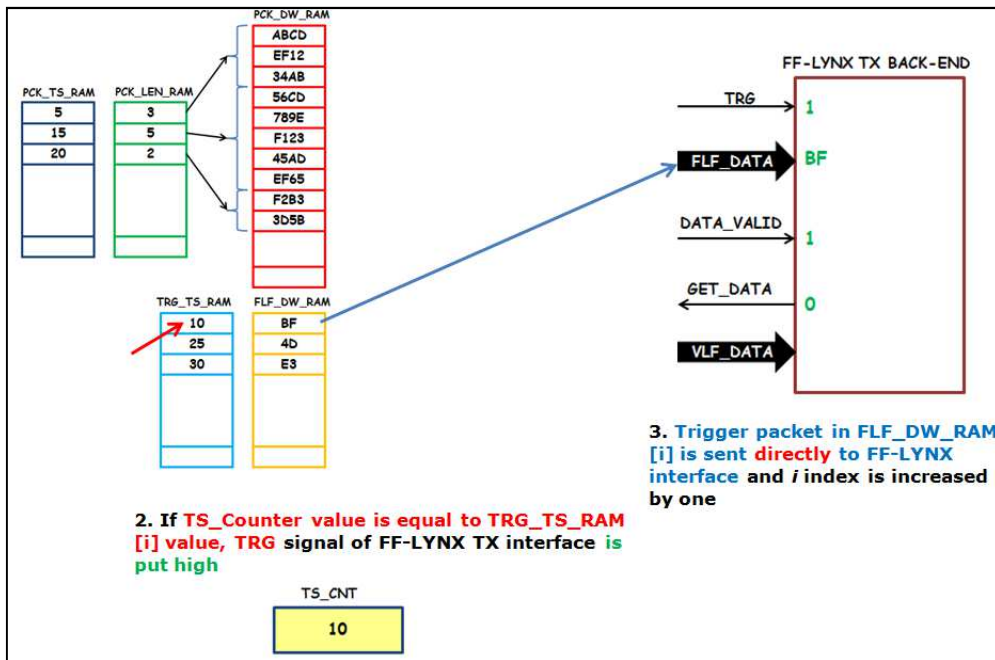 PCK_DW_RAM
ABCD
EF12
34AB
56CD
789E
F123
45AD
EF65
F2B3
3D5B
PCK_TS_RAM
5
15
20
PCK_LEN_RAM
3
5
2
TRG_TS_RAM
10
25
30
FLF_DW_RAM
BF
4D
E3
FF-LYNX TX BACK-END
TRG
1
FLF_DATA
BF
DATA_VALID
1
GET_DATA
0
VLF_DATA
3. Trigger packet in FLF_DW_RAM
[i] is sent directly to FF-LYNX
interface and i index is increased
by one
2. If TS_Counter value is equal to TRG_TS_RAM
[i] value, TRG signal of FF-LYNX TX interface is
put high
TS_CNT
10